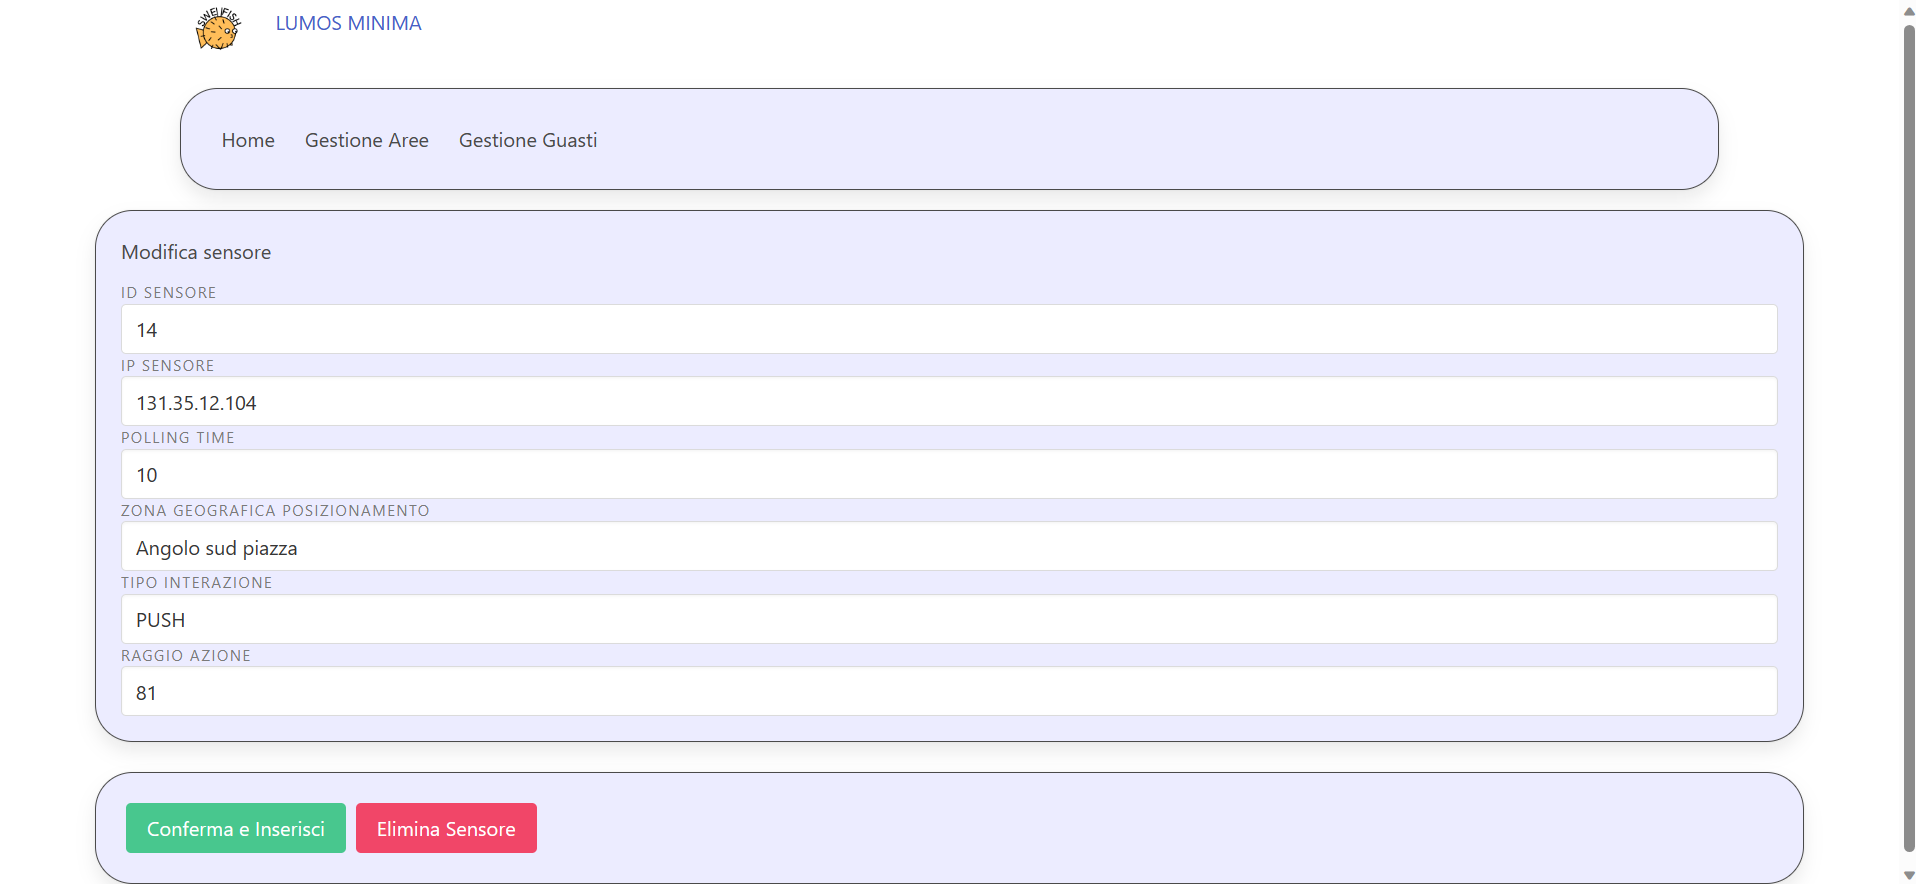 SWELLFISH
LUMOS MINIMA
Home Gestione Aree Gestione Guasti
Modifica sensore
ID SENSORE
14
IP SENSORE
131.35.12.104
POLLING TIME
10
ZONA GEOGRAFICA POSIZIONAMENTO
Angolo sud piazza
TIPO INTERAZIONE
PUSH
RAGGIO AZIONE
81
Conferma e Inserisci Elimina Sensore